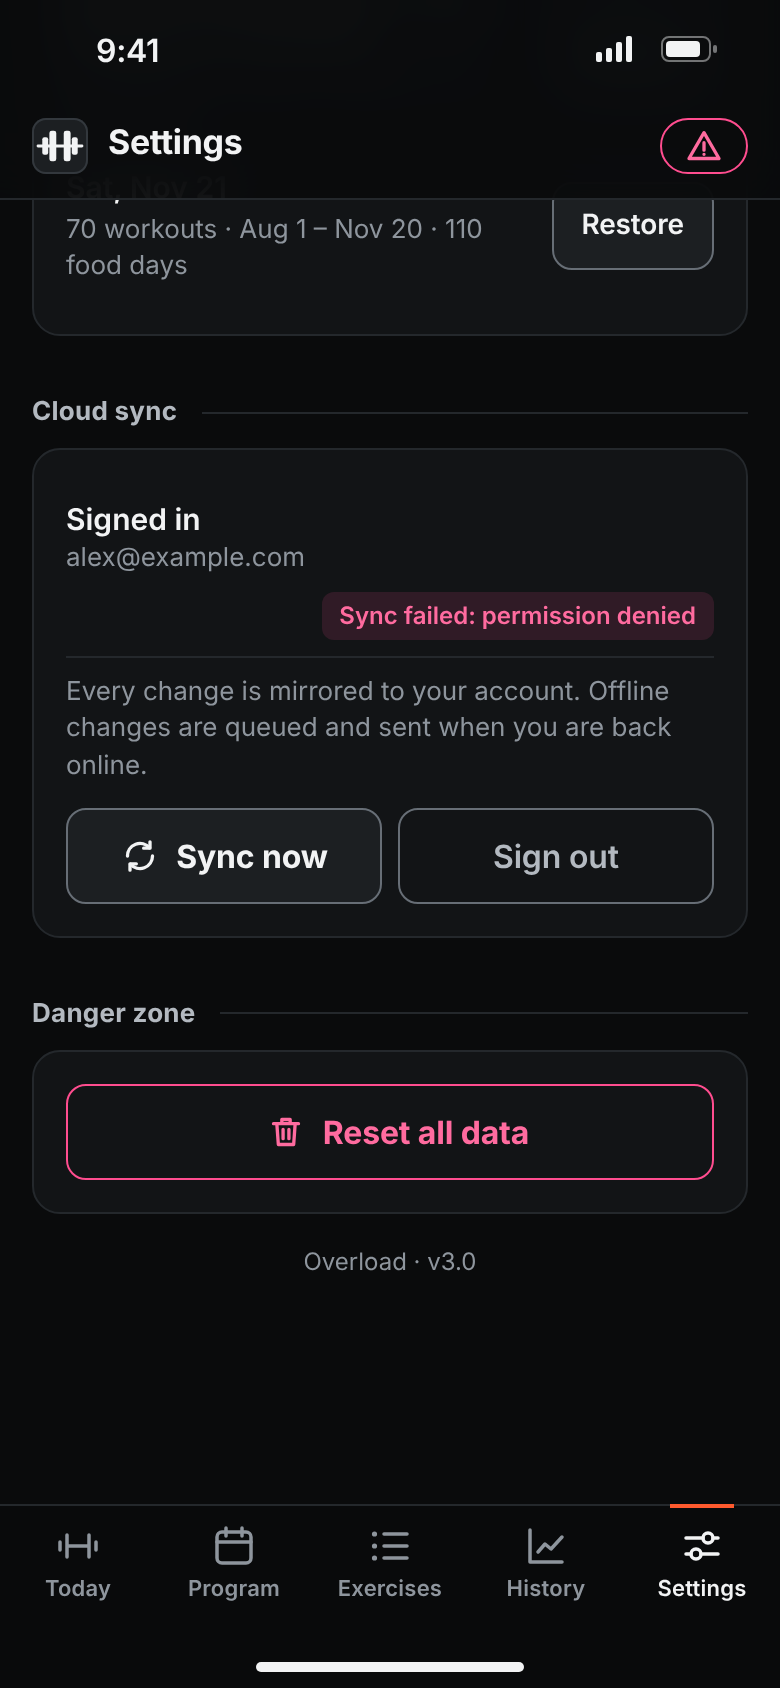 9:41
Settings
Sat, Nov 21
70 workouts · Aug 1 – Nov 20 · 110
food days
Restore
Cloud sync
Signed in
alex@example.com
Sync failed: permission denied
Every change is mirrored to your account. Offline
changes are queued and sent when you are back
online.
Sync now
Sign out
Danger zone
Reset all data
Overload · v3.0
Today
Program
Exercises
History
Settings